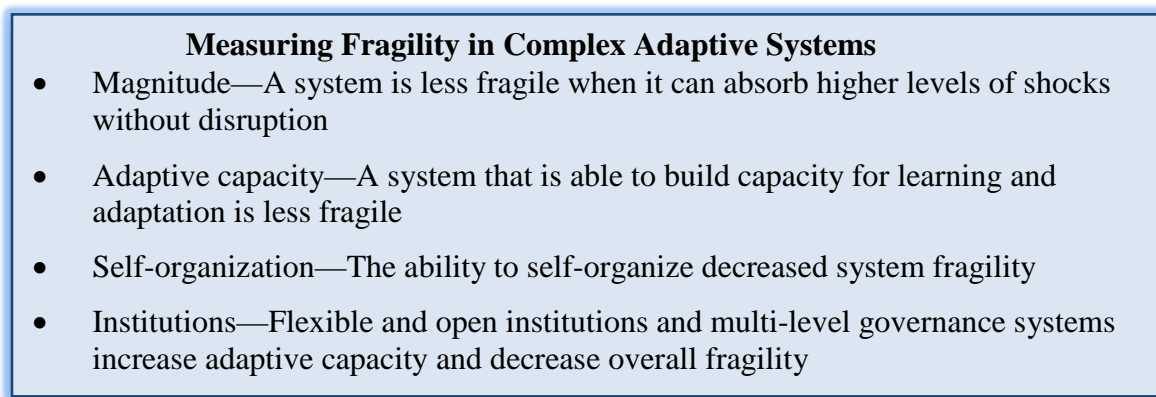 Measuring Fragility in Complex Adaptive Systems
• Magnitude—A system is less fragile when it can absorb higher levels of shocks
without disruption
• Adaptive capacity—A system that is able to build capacity for learning and
adaptation is less fragile
• Self-organization—The ability to self-organize decreased system fragility
• Institutions—Flexible and open institutions and multi-level governance systems
increase adaptive capacity and decrease overall fragility